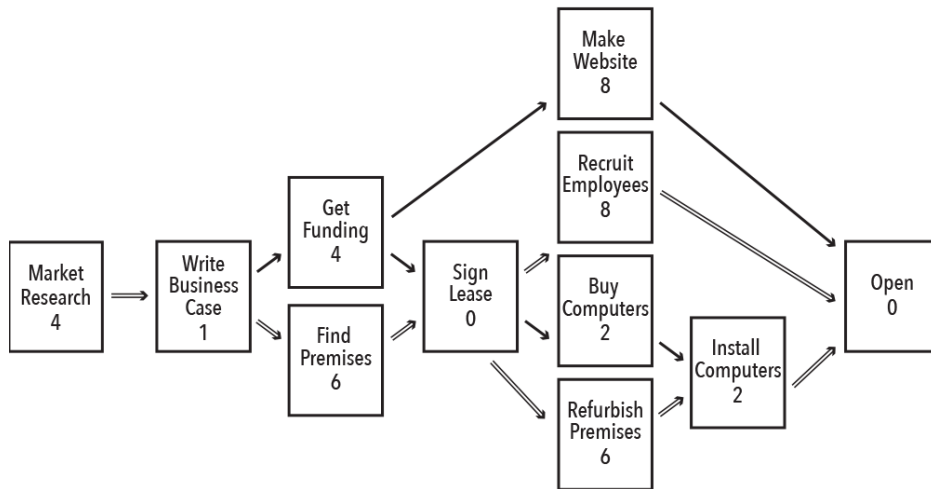 Market
Research
4
Write
Business
Case
1
Get
Funding
4
Find
Premises
6
Sign
Lease
0
Make
Website
8
Recruit
Employees
8
Buy
Computers
2
Refurbish
Premises
6
Install
Computers
2
Open
0